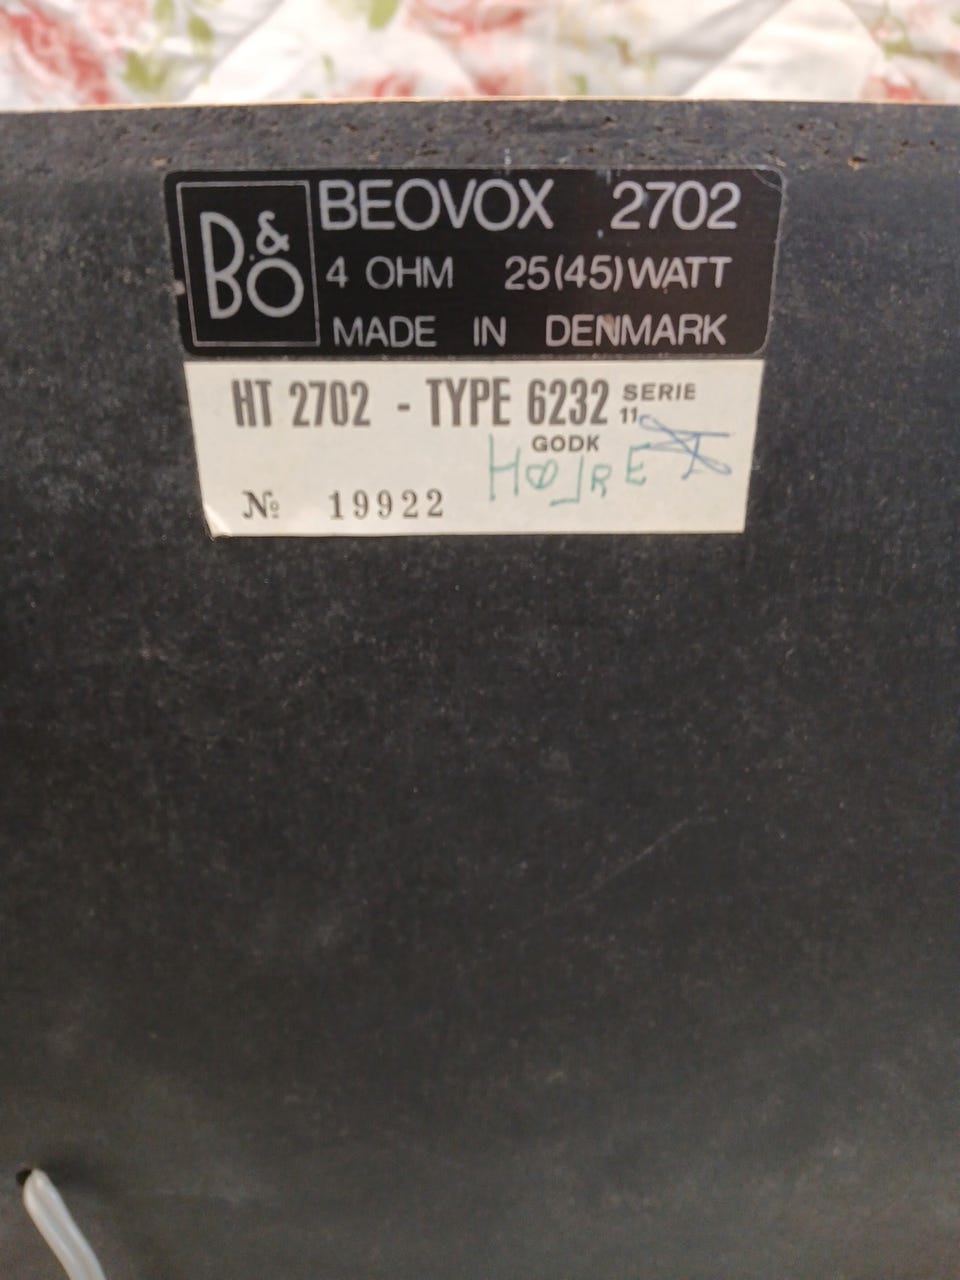 B&O
BEOVOX 2702
4 OHM 25(45)WATT
MADE IN DENMARK
HT 2702 - TYPE 6232 SERIE 11
GODK
HØJRE
№ 19922